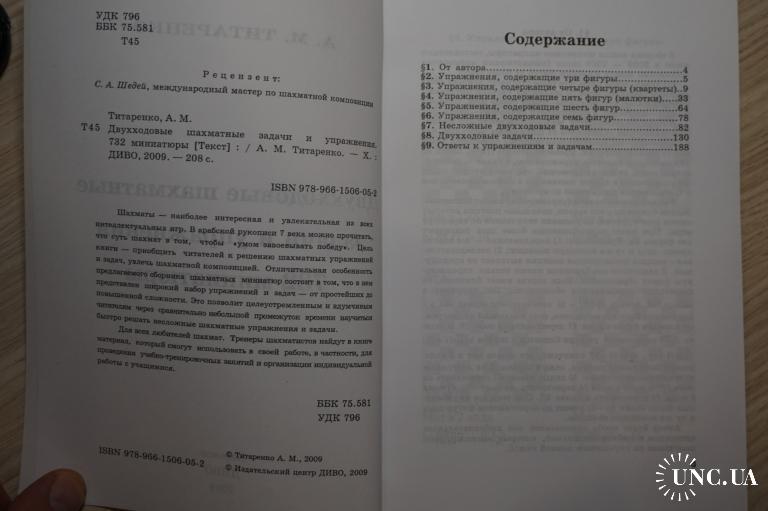 УДК 796
ББК 75.581
Т45
Рецензент:
С. А. Шедей, международный мастер по шахматной композиции
Титаренко, А. М.
Т45 Двухходовые шахматные задачи и упражнения.
732 миниатюры [Текст] : / А. М. Титаренко. — Х. :
ДИВО, 2009. — 208 с.
ISBN 978-966-1506-05-2
Шахматы — наиболее интересная и увлекательная из всех
интеллектуальных игр. В арабской рукописи 7 века можно прочитать,
что суть шахмат в том, чтобы «умом завоевывать победу». Цель
книги — приобщить читателей к решению шахматных упражнений
и задач, увлечь шахматной композицией. Отличительная особенность
предлагаемого сборника шахматных миниатюр состоит в том, что в нем
представлен широкий набор упражнений и задач — от простейших до
повышенной сложности. Это позволит целеустремленным и вдумчивым
читателям через сравнительно небольшой промежуток времени научиться
быстро решать несложные шахматные упражнения и задачи.
Для всех любителей шахмат. Тренеры шахматистов найдут в книге
материал, который смогут использовать в своей работе, в частности, для
проведения учебно-тренировочных занятий и организации индивидуальной
работы с учащимися.
ББК 75.581
УДК 796
ISBN 978-966-1506-05-2
© Титаренко А. М., 2009
© Издательский центр ДИВО, 2009
Содержание
§1. От автора....................4
§2. Упражнения, содержащие три фигуры....................5
§3. Упражнения, содержащие четыре фигуры (квартеты)..9
§4. Упражнения, содержащие пять фигур (малютки)....................33
§5. Упражнения, содержащие шесть фигур....................64
§6. Упражнения, содержащие семь фигур....................78
§7. Несложные двухходовые задачи....................82
§8. Двухходовые задачи....................130
§9. Ответы к упражнениям и задачам....................188
UNC.UA